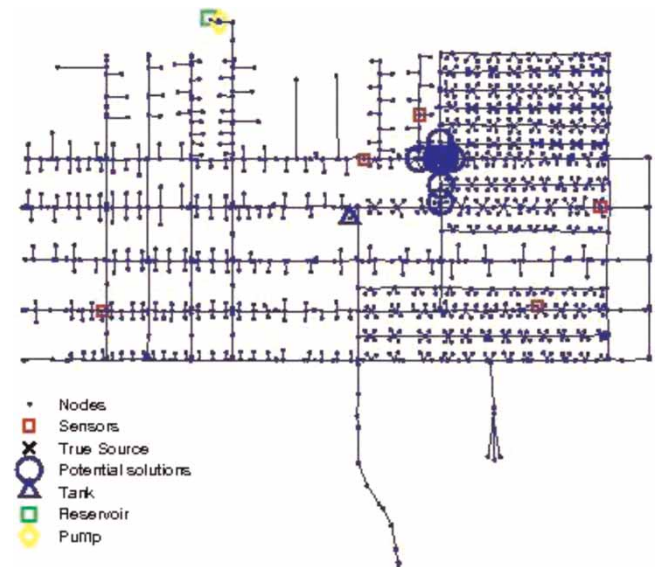 Nodes
Sensors
True Source
Potential solutions
Tank
Reservoir
Pump